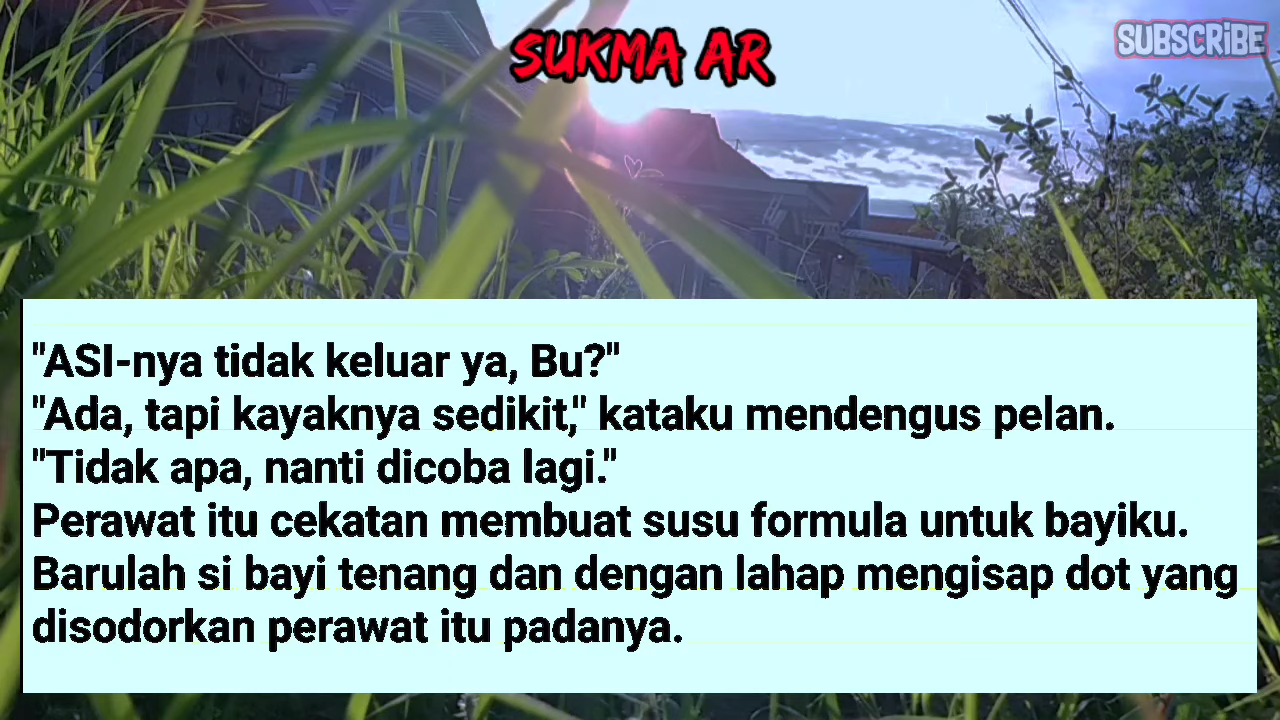 SUKMA AR
SUBSCRiBE
"ASI-nya tidak keluar ya, Bu?"
"Ada, tapi kayaknya sedikit," kataku mendengus pelan.
"Tidak apa, nanti dicoba lagi."
Perawat itu cekatan membuat susu formula untuk bayiku.
Barulah si bayi tenang dan dengan lahap mengisap dot yang
disodorkan perawat itu padanya.